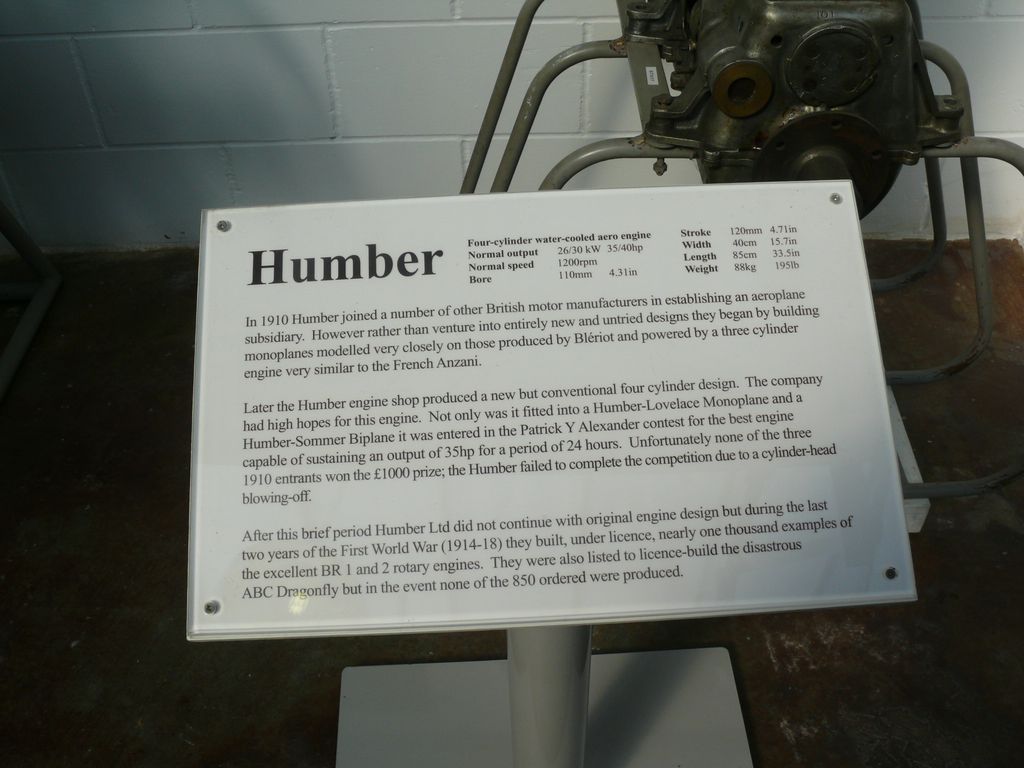 Humber
Four-cylinder water-cooled aero engine
Normal output 26/30 kW 35/40hp
Normal speed 1200rpm
Bore 110mm 4.31in
Stroke 120mm 4.71in
Width 40cm 15.7in
Length 85cm 33.5in
Weight 88kg 195lb
In 1910 Humber joined a number of other British motor manufacturers in establishing an aeroplane
subsidiary. However rather than venture into entirely new and untried designs they began by building
monoplanes modelled very closely on those produced by Blériot and powered by a three cylinder
engine very similar to the French Anzani.
Later the Humber engine shop produced a new but conventional four cylinder design. The company
had high hopes for this engine. Not only was it fitted into a Humber-Lovelace Monoplane and a
Humber-Sommer Biplane it was entered in the Patrick Y Alexander contest for the best engine
capable of sustaining an output of 35hp for a period of 24 hours. Unfortunately none of the three
1910 entrants won the £1000 prize; the Humber failed to complete the competition due to a cylinder-head
blowing-off.
After this brief period Humber Ltd did not continue with original engine design but during the last
two years of the First World War (1914-18) they built, under licence, nearly one thousand examples of
the excellent BR 1 and 2 rotary engines. They were also listed to licence-build the disastrous
ABC Dragonfly but in the event none of the 850 ordered were produced.